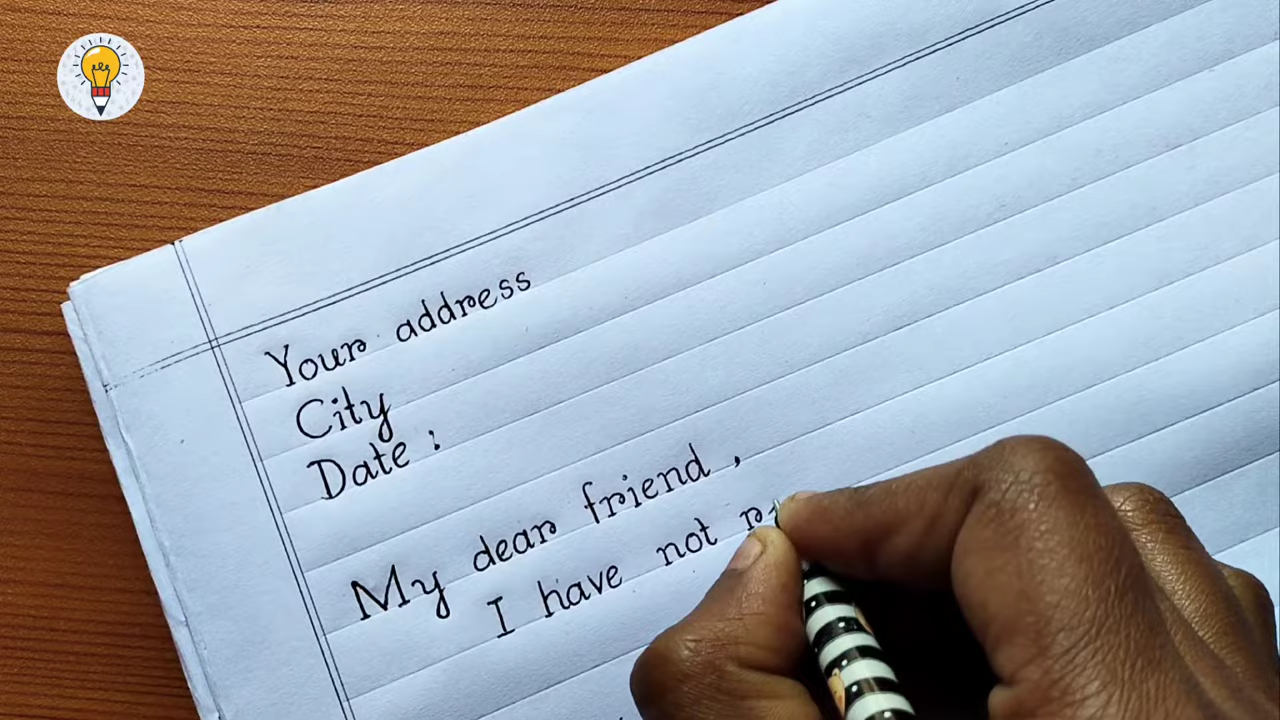 Your address
City
Date :
My dear friend ,
I have not